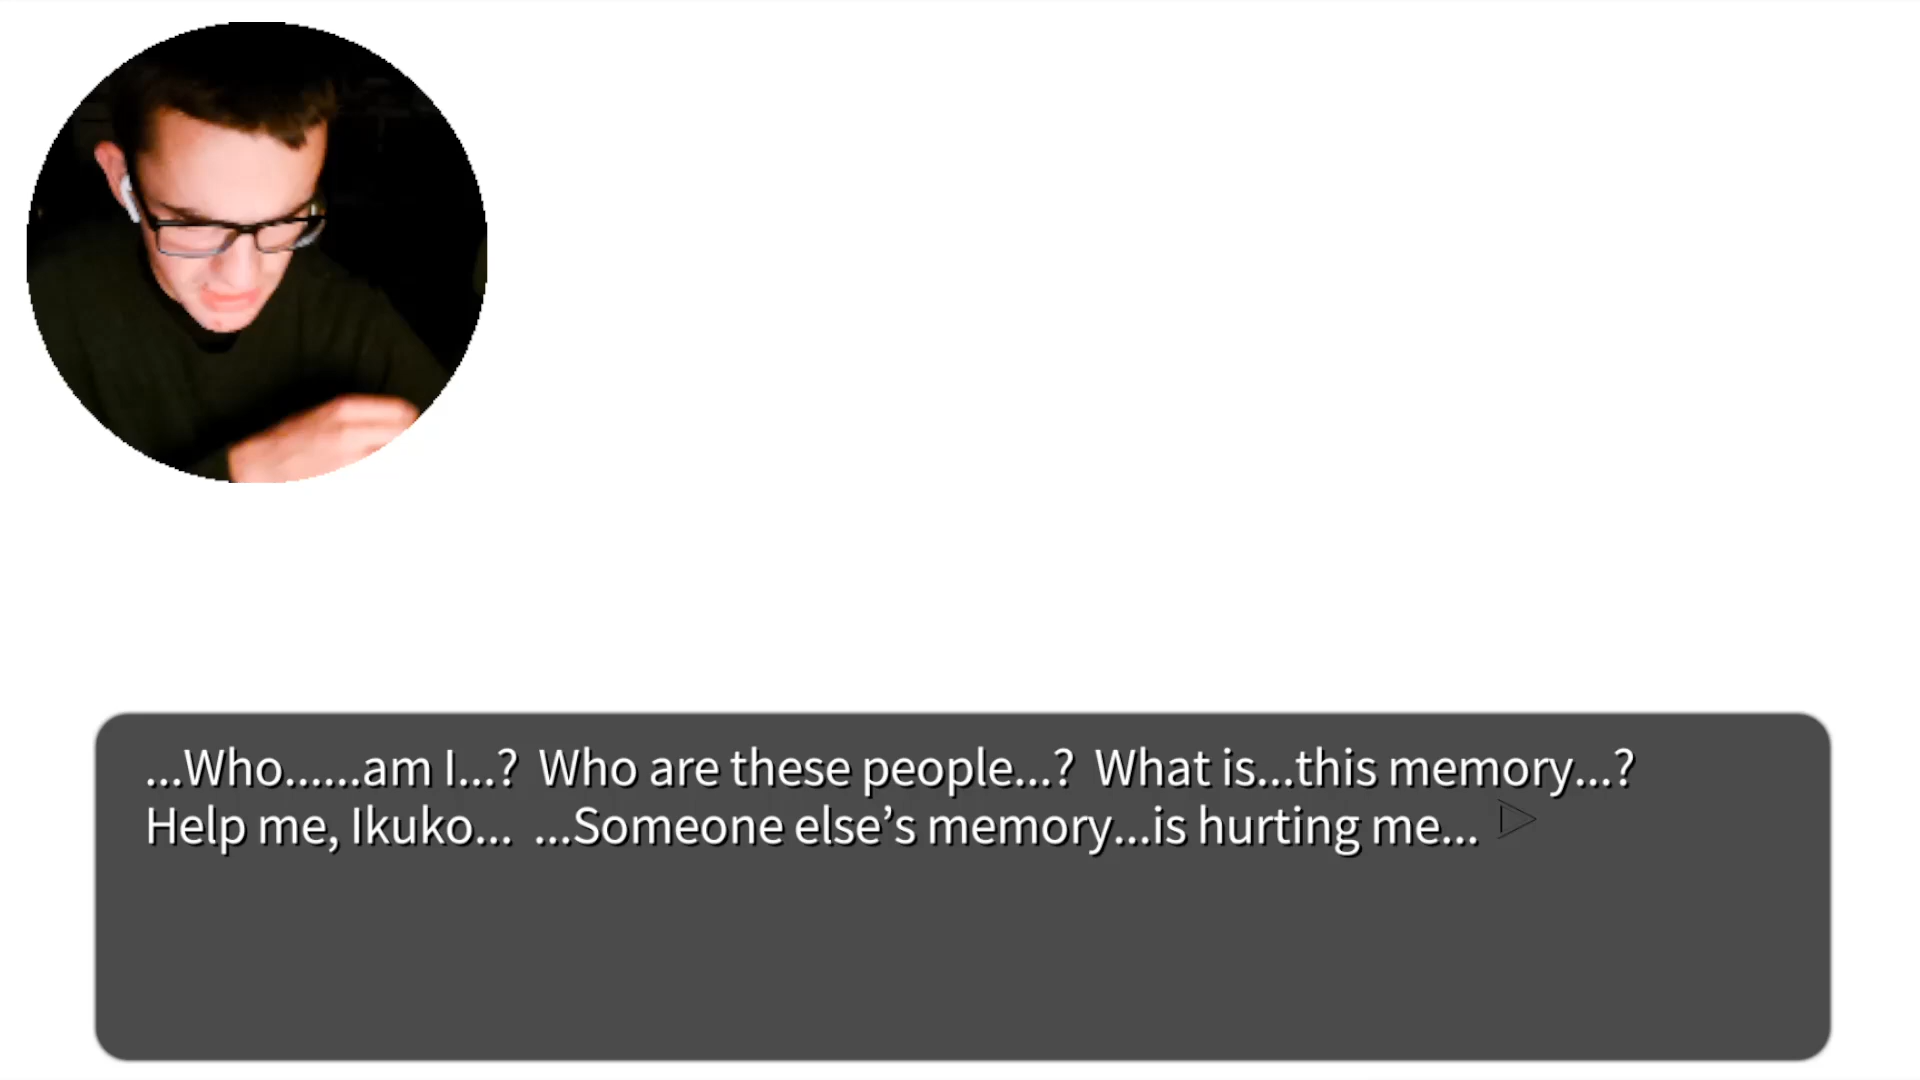 ...Who......am I...?  Who are these people...?  What is...this memory...?
Help me, Ikuko...  ...Someone else’s memory...is hurting me...